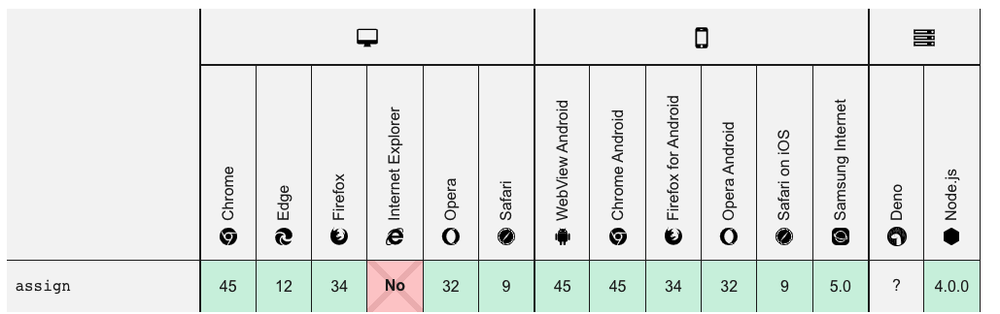 Chrome
Edge
Firefox
Internet Explorer
Opera
Safari
WebView Android
Chrome Android
Firefox for Android
Opera Android
Safari on iOS
Samsung Internet
Deno
Node.js
assign 45 12 34 No 32 9 45 45 34 32 9 5.0 ? 4.0.0